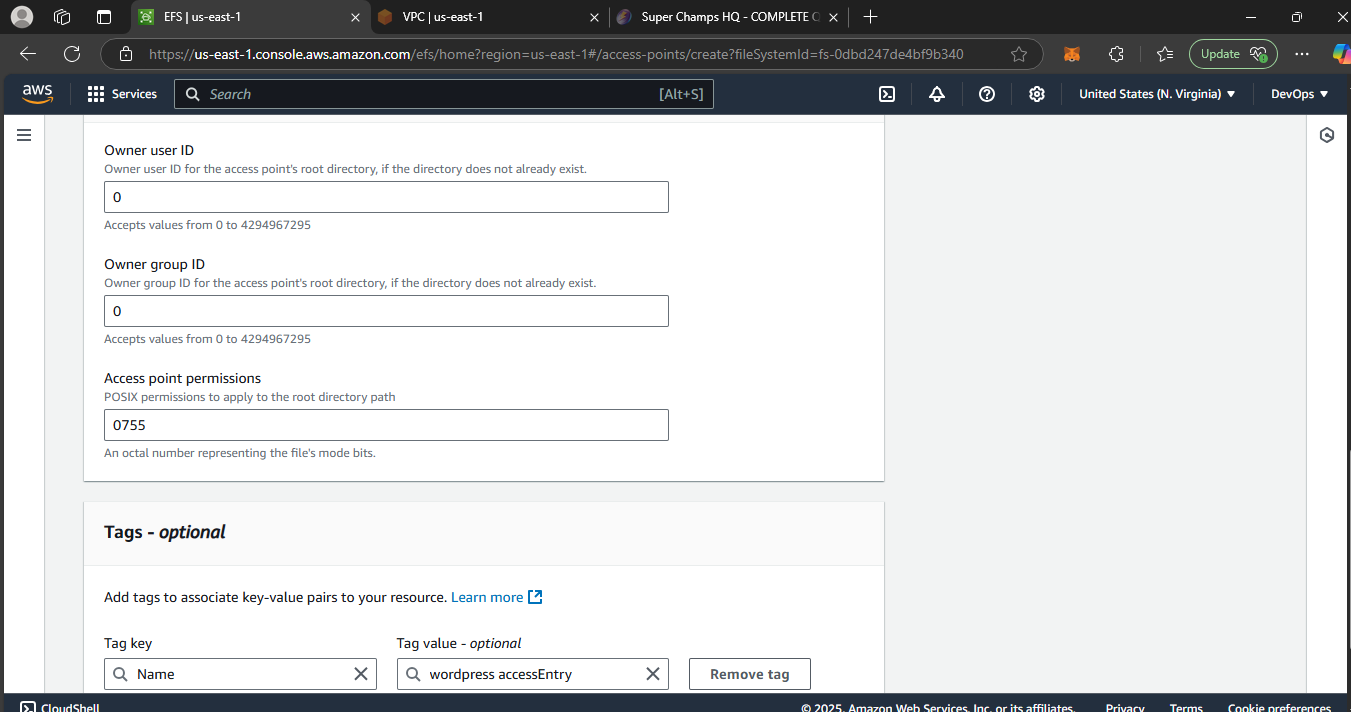 EFS | us-east-1
VPC | us-east-1
Super Champs HQ - COMPLETE
https://us-east-1.console.aws.amazon.com/efs/home?region=us-east-1#/access-points/create?fileSystemId=fs-0dbd247de4bf9b340
Update
aws
Services
Search
[Alt+S]
United States (N. Virginia)
DevOps
Owner user ID
Owner user ID for the access point's root directory, if the directory does not already exist.
0
Accepts values from 0 to 4294967295
Owner group ID
Owner group ID for the access point's root directory, if the directory does not already exist.
0
Accepts values from 0 to 4294967295
Access point permissions
POSIX permissions to apply to the root directory path
0755
An octal number representing the file's mode bits.
Tags - optional
Add tags to associate key-value pairs to your resource. Learn more
Tag key
Tag value - optional
Name
wordpress accessEntry
Remove tag
CloudShell
© 2025, Amazon Web Services, Inc. or its affiliates.
Privacy
Terms
Cookie preferences